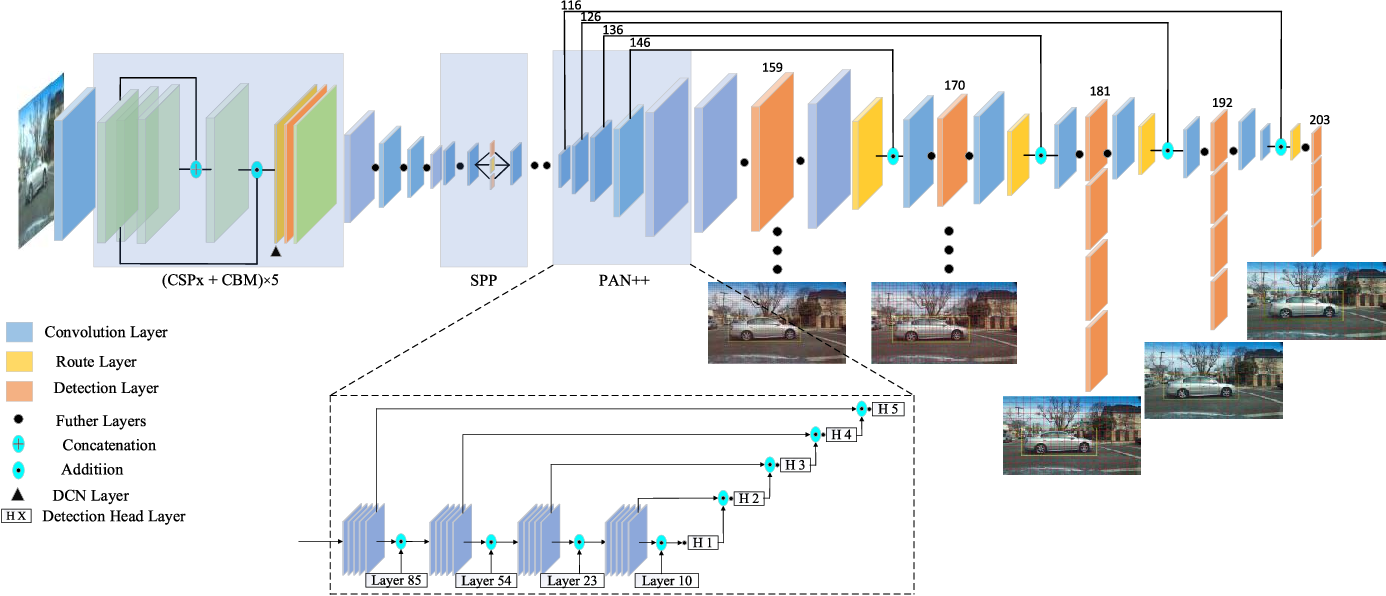 116
126
136
146
159
170
181
192
203
(CSPx + CBM)×5
SPP
PAN++
Convolution Layer
Route Layer
Detection Layer
Futher Layers
Concatenation
Additiion
DCN Layer
H X Detection Head Layer
H 5
H 4
H 3
H 2
H 1
Layer 85
Layer 54
Layer 23
Layer 10